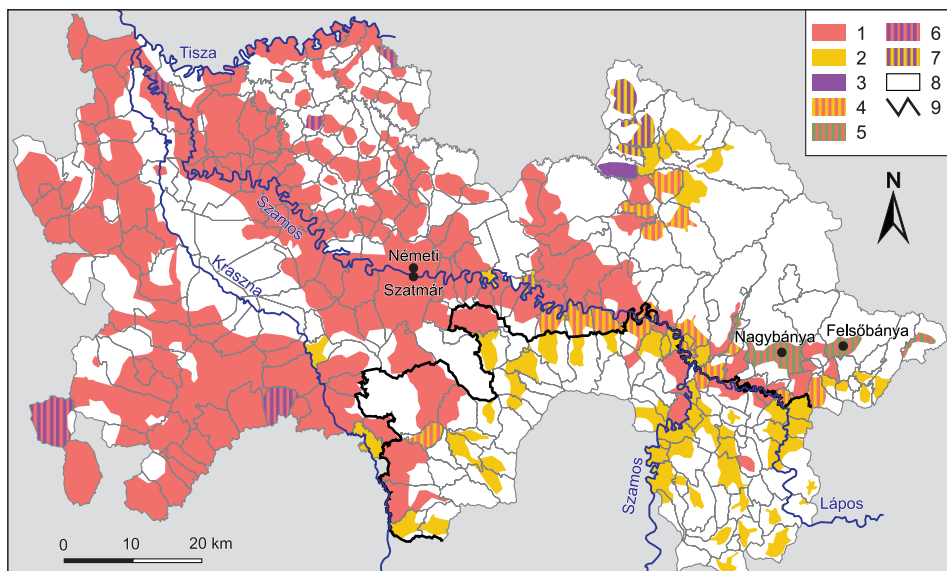 Tisza
1 6
2 7
3 8
4 9
5
N
Szamos
Németi
Szatmár
Kraszna
Nagybánya
Felsőbánya
Szamos
Lápos
0 10 20 km